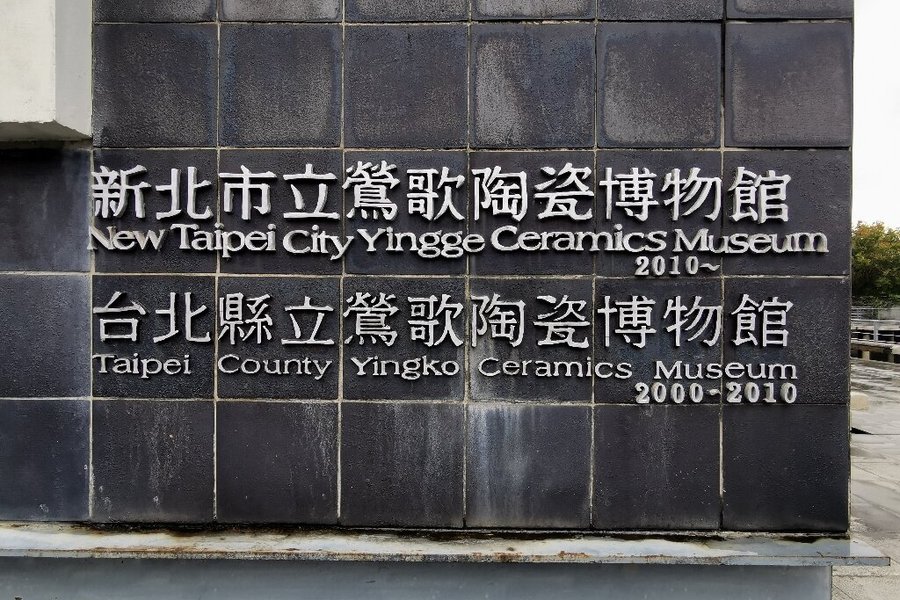 新北市立鶯歌陶瓷博物館
New Taipei City Yingge Ceramics Museum
2010~
台北縣立鶯歌陶瓷博物館
Taipei County Yingko Ceramics Museum
2000~2010